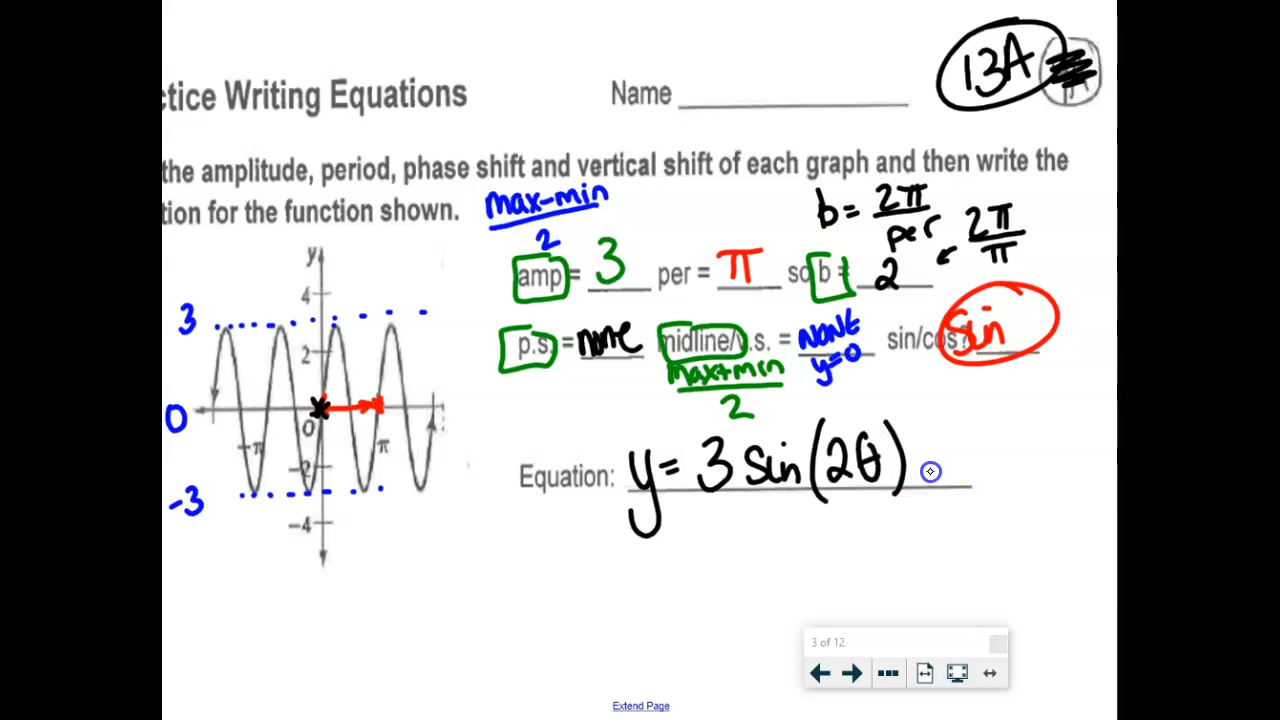 13A
ctice Writing Equations Name
the amplitude, period, phase shift and vertical shift of each graph and then write the
tion for the function shown.
max-min
2
b = 2π
per
2π
π
amp = 3 per = π so b = 2
p.s. = none midline/v.s. = NONE sin/cos? Sin
y=0
max+min
2
Equation: y = 3 sin(2θ)
y
4
3
2
0
0
-π
π
-2
-3
-4
3 of 12
Extend Page